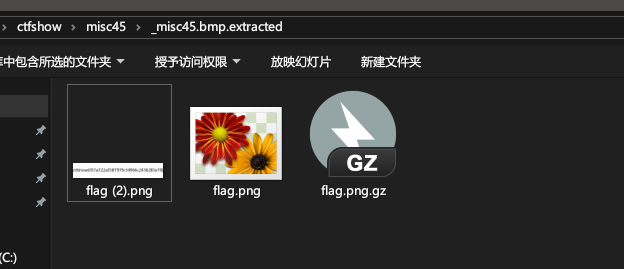 ctfshow misc45 _misc45.bmp.extracted
库中包含所选的文件夹 授予访问权限 放映幻灯片 新建文件夹
GZ
flag (2).png flag.png flag.png.gz
(C:)